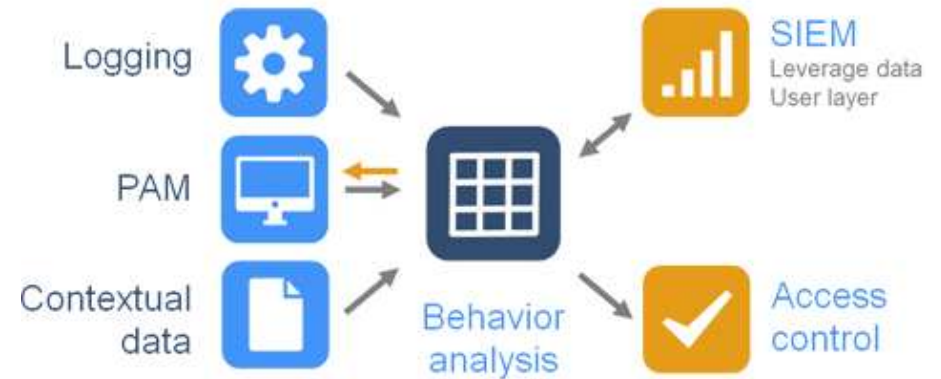 Logging
PAM
Contextual
data
Behavior
analysis
SIEM
Leverage data
User layer
Access
control